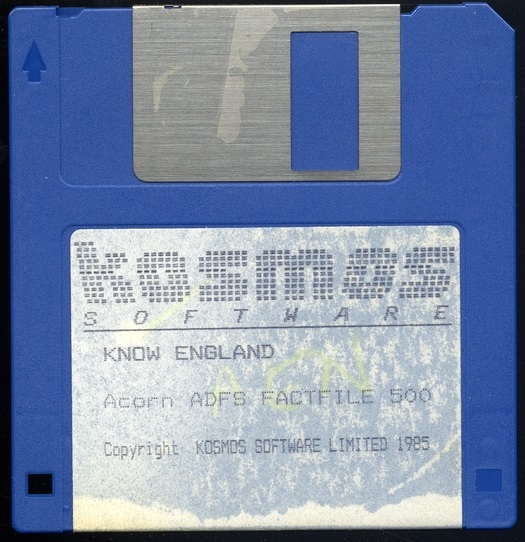 kosmos
SOFTWARE
KNOW ENGLAND
Acorn ADFS FACTFILE 500
Copyright KOSMOS SOFTWARE LIMITED 1985